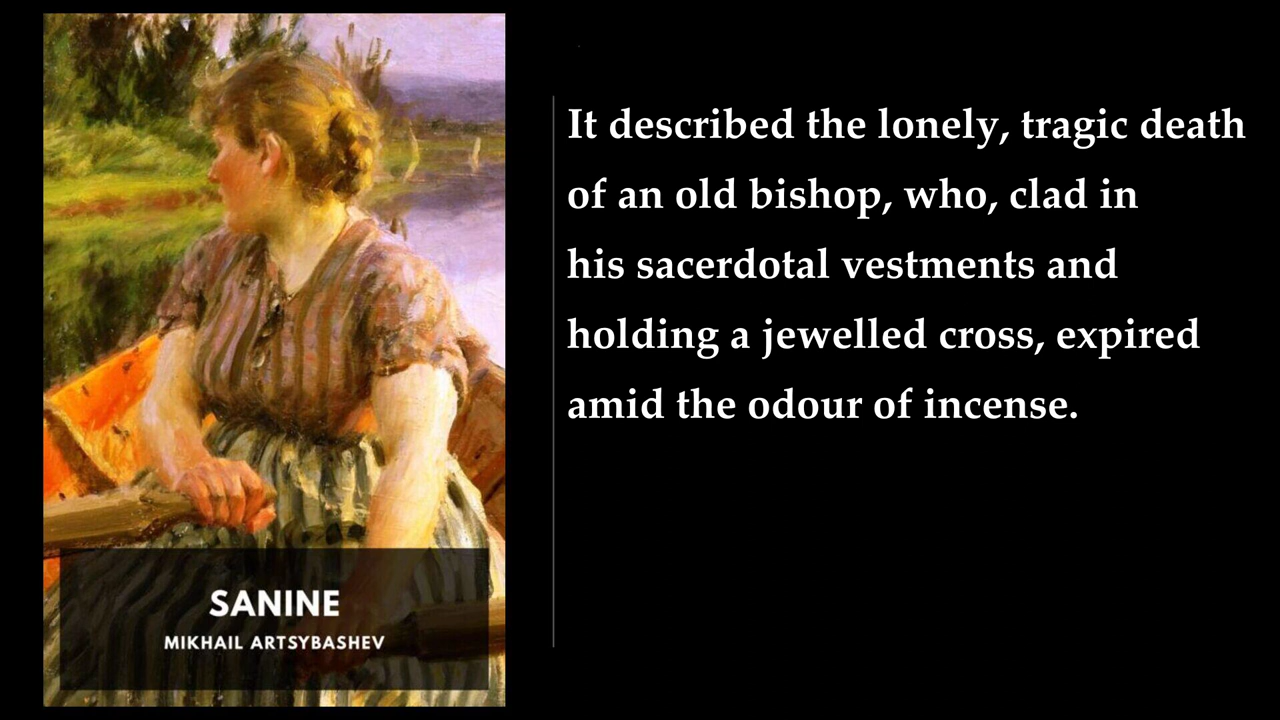 SANINE
MIKHAIL ARTSYBASHEV
It described the lonely, tragic death
of an old bishop, who, clad in
his sacerdotal vestments and
holding a jewelled cross, expired
amid the odour of incense.